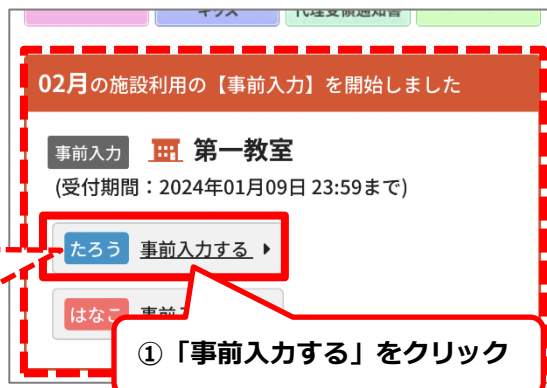 代理受領通知書
02月の施設利用の【事前入力】を開始しました
事前入力 第一教室
(受付期間：2024年01月09日 23:59まで)
たろう 事前入力する
はなこ
①「事前入力する」をクリック